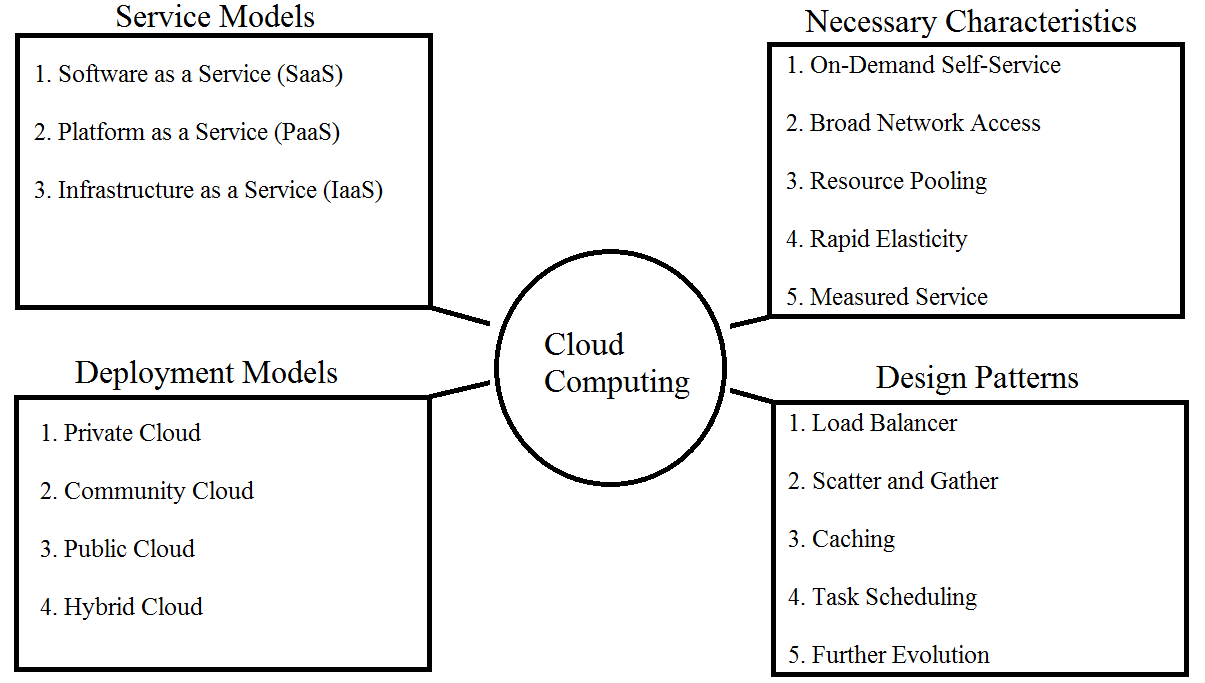 Service Models
1. Software as a Service (SaaS)
2. Platform as a Service (PaaS)
3. Infrastructure as a Service (IaaS)
Necessary Characteristics
1. On-Demand Self-Service
2. Broad Network Access
3. Resource Pooling
4. Rapid Elasticity
5. Measured Service
Cloud
Computing
Deployment Models
1. Private Cloud
2. Community Cloud
3. Public Cloud
4. Hybrid Cloud
Design Patterns
1. Load Balancer
2. Scatter and Gather
3. Caching
4. Task Scheduling
5. Further Evolution